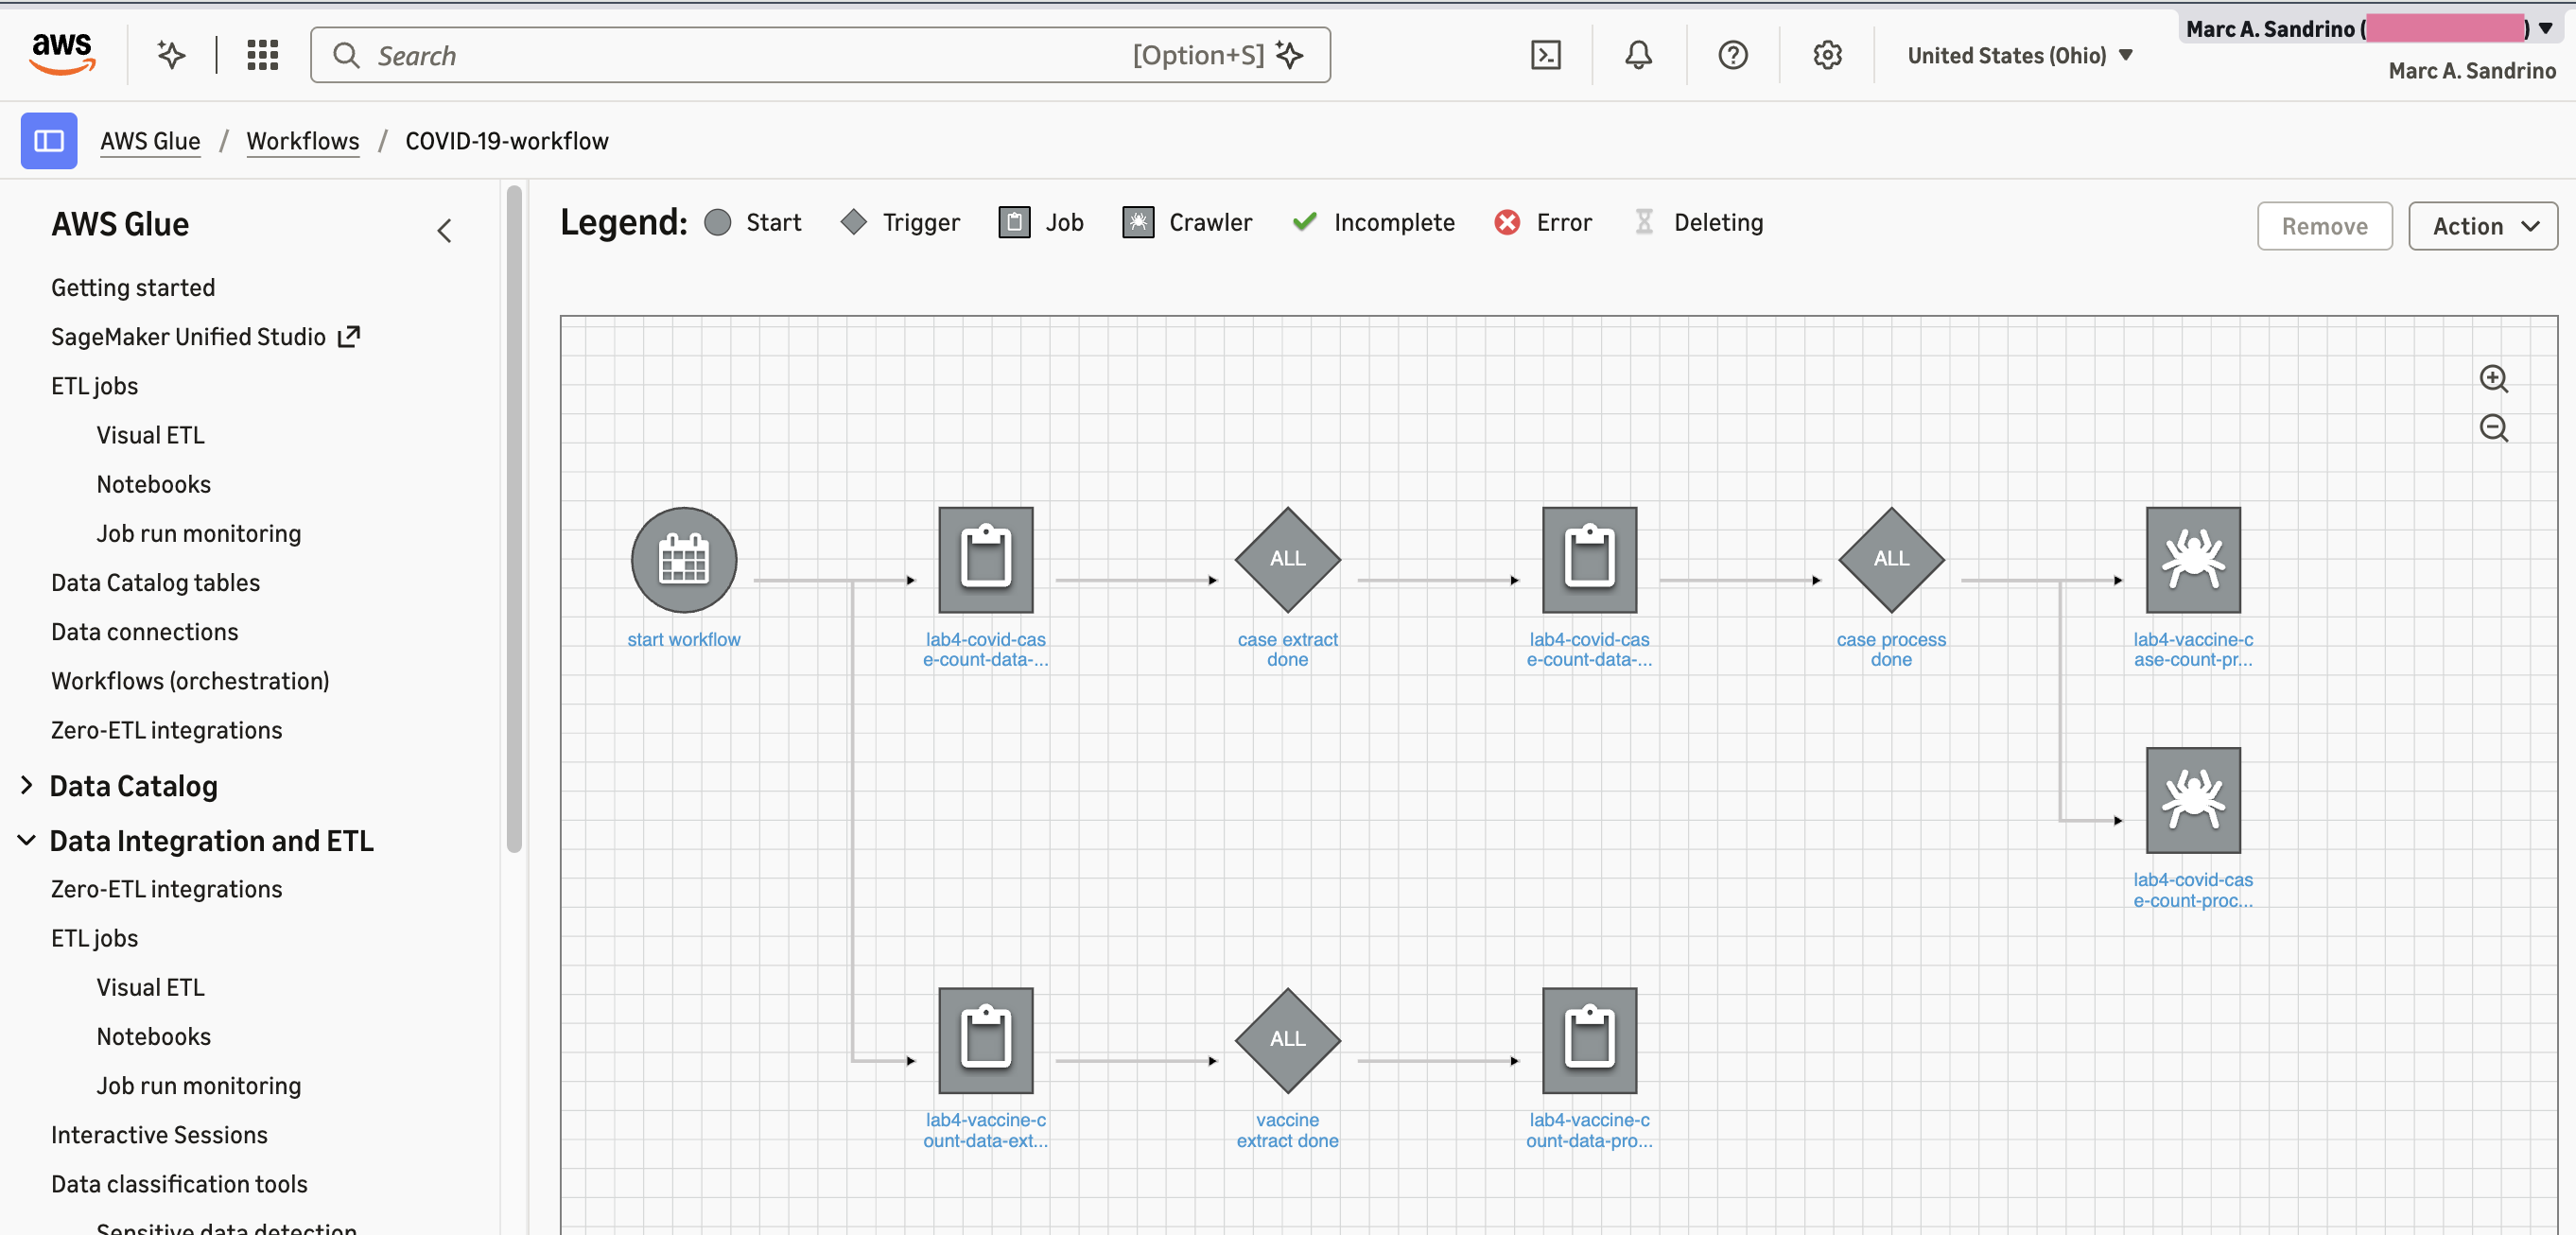 aws
Search
[Option+S]
United States (Ohio)
Marc A. Sandrino (
)
Marc A. Sandrino
AWS Glue / Workflows / COVID-19-workflow
AWS Glue
Getting started
SageMaker Unified Studio
ETL jobs
Visual ETL
Notebooks
Job run monitoring
Data Catalog tables
Data connections
Workflows (orchestration)
Zero-ETL integrations
Data Catalog
Data Integration and ETL
Zero-ETL integrations
ETL jobs
Visual ETL
Notebooks
Job run monitoring
Interactive Sessions
Data classification tools
Sensitive data detection
Legend: Start Trigger Job Crawler Incomplete Error Deleting
Remove
Action
start workflow
lab4-covid-cas
e-count-data-...
ALL
case extract
done
lab4-covid-cas
e-count-data-...
ALL
case process
done
lab4-vaccine-c
ase-count-pr...
lab4-covid-cas
e-count-proc...
lab4-vaccine-c
ount-data-ext...
ALL
vaccine
extract done
lab4-vaccine-c
ount-data-pro...